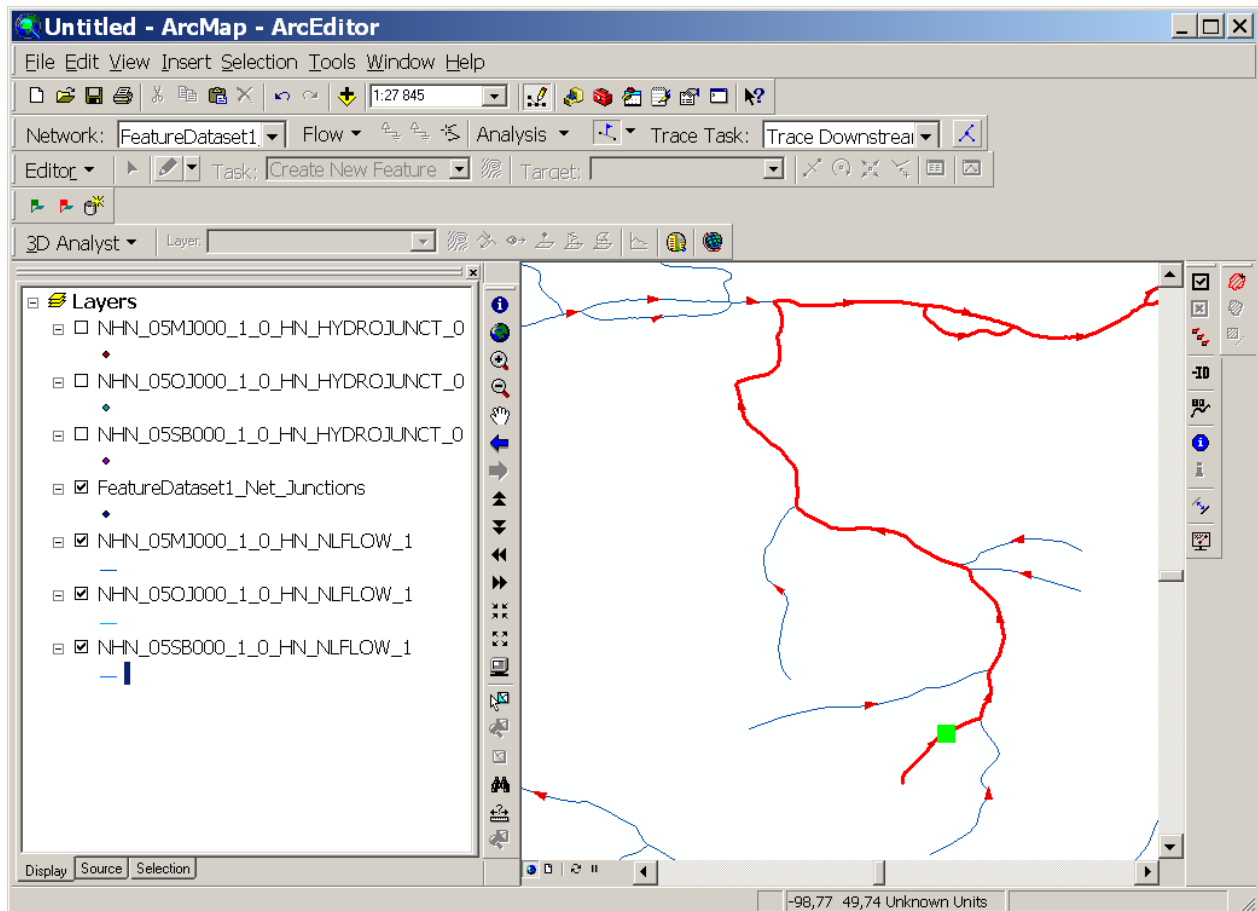 Untitled - ArcMap - ArcEditor
File Edit View Insert Selection Tools Window Help
1:27 845
Network: FeatureDataset1 Flow Analysis Trace Task: Trace Downstrear
Editor Task: Create New Feature Target:
3D Analyst Layer:
Layers
NHN_05MJ000_1_0_HN_HYDROJUNCT_0
NHN_05OJ000_1_0_HN_HYDROJUNCT_0
NHN_05SB000_1_0_HN_HYDROJUNCT_0
FeatureDataset1_Net_Junctions
NHN_05MJ000_1_0_HN_NLFLOW_1
NHN_05OJ000_1_0_HN_NLFLOW_1
NHN_05SB000_1_0_HN_NLFLOW_1
-ID
Display Source Selection
-98,77 49,74 Unknown Units